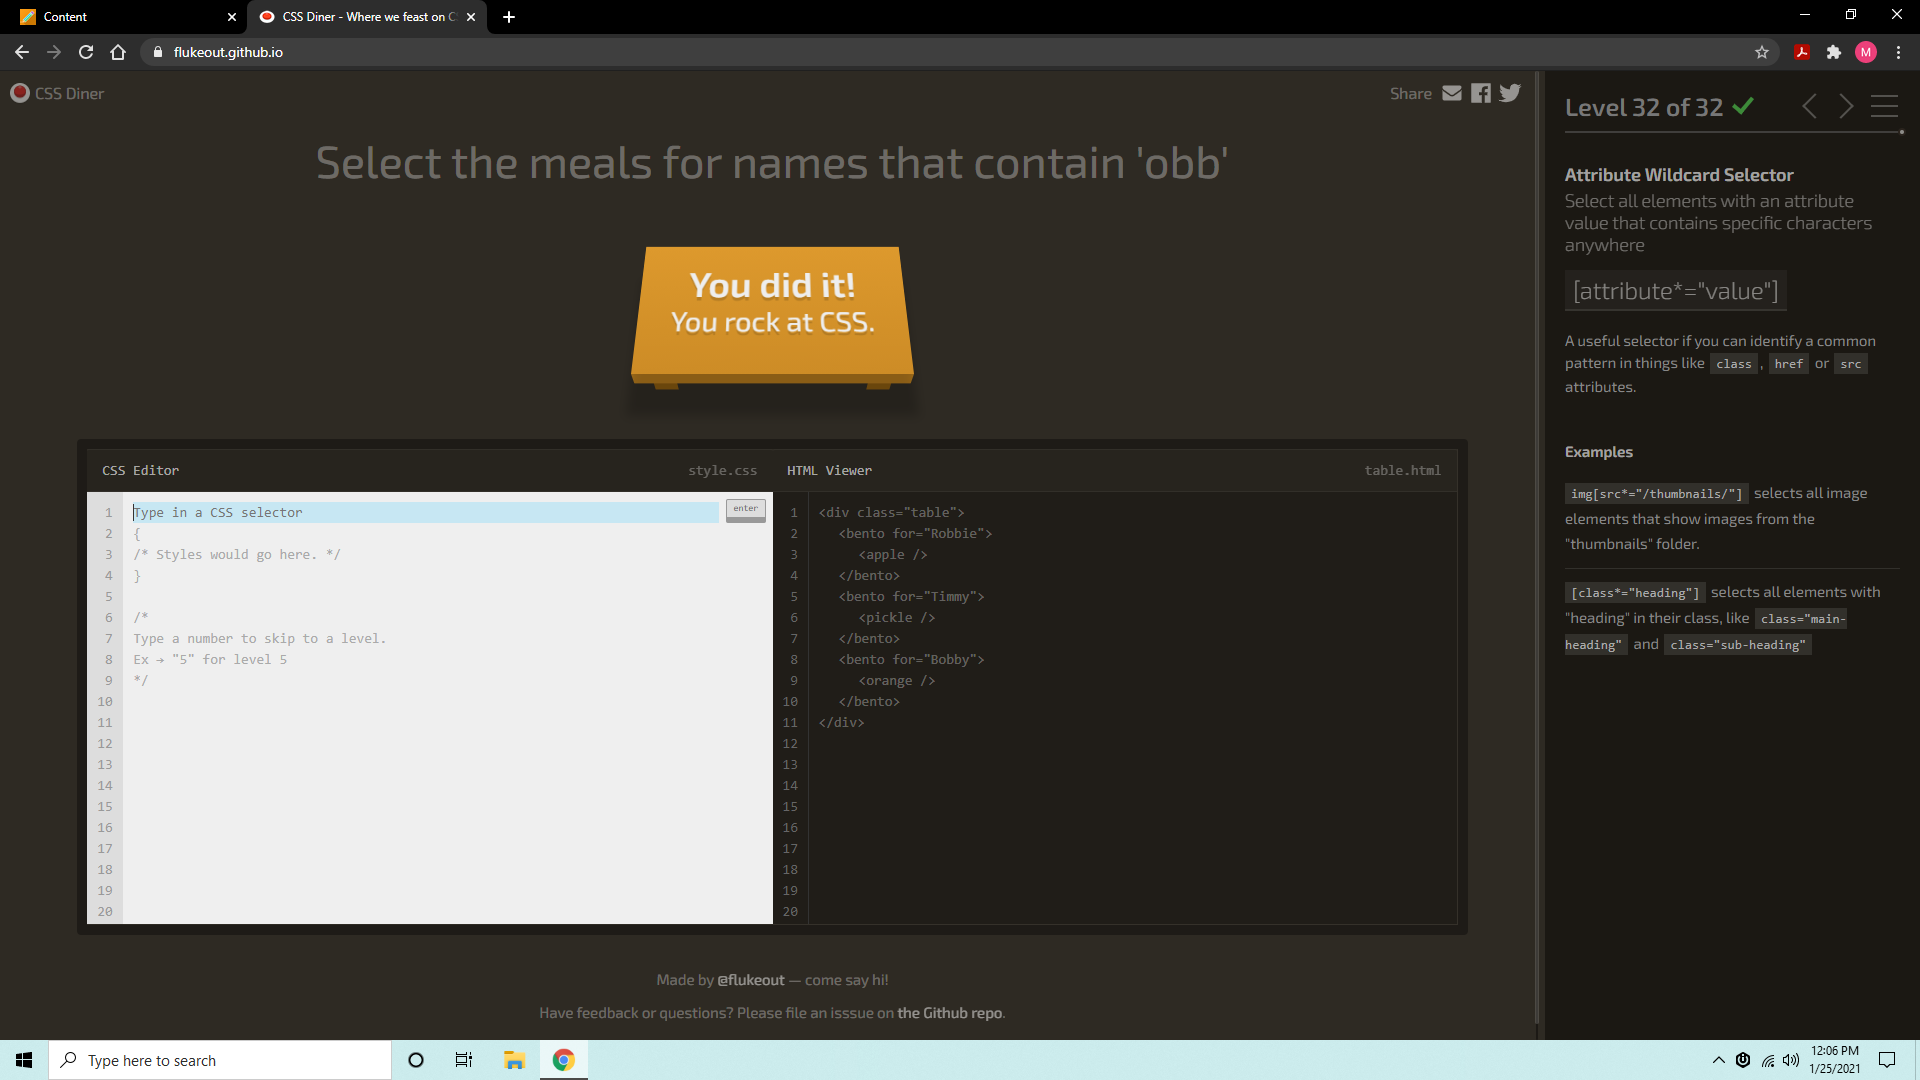 Content
CSS Diner - Where we feast on C
flukeout.github.io
M
CSS Diner
Share
Select the meals for names that contain 'obb'
You did it!
You rock at CSS.
CSS Editor
style.css
1 Type in a CSS selector
enter
2 {
3 /* Styles would go here. */
4 }
5
6 /*
7 Type a number to skip to a level.
8 Ex → "5" for level 5
9 */
10
11
12
13
14
15
16
17
18
19
20
HTML Viewer
table.html
1 <div class="table">
2 <bento for="Robbie">
3 <apple />
4 </bento>
5 <bento for="Timmy">
6 <pickle />
7 </bento>
8 <bento for="Bobby">
9 <orange />
10 </bento>
11 </div>
12
13
14
15
16
17
18
19
20
Made by @flukeout — come say hi!
Have feedback or questions? Please file an isssue on the Github repo.
Level 32 of 32
Attribute Wildcard Selector
Select all elements with an attribute
value that contains specific characters
anywhere
[attribute*="value"]
A useful selector if you can identify a common
pattern in things like class , href or src
attributes.
Examples
img[src*="/thumbnails/"] selects all image
elements that show images from the
"thumbnails" folder.
[class*="heading"] selects all elements with
"heading" in their class, like class="main-
heading" and class="sub-heading"
Type here to search
12:06 PM
1/25/2021